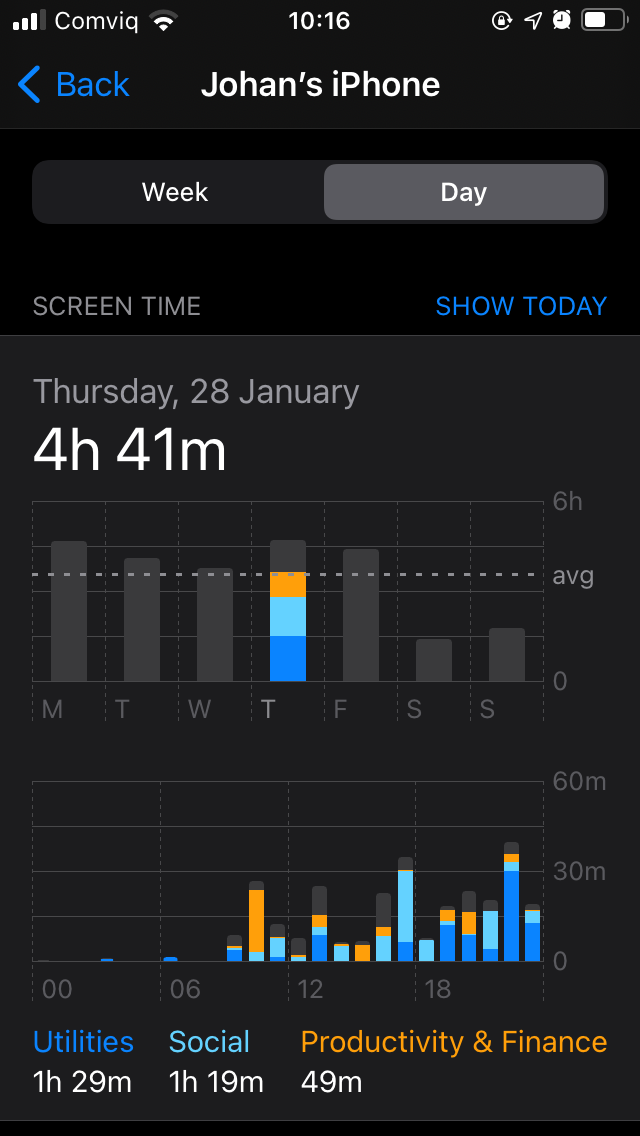 Comviq 10:16
Back Johan’s iPhone
Week Day
SCREEN TIME SHOW TODAY
Thursday, 28 January
4h 41m
6h
avg
0
M T W T F S S
60m
30m
0
00 06 12 18
Utilities Social Productivity & Finance
1h 29m 1h 19m 49m